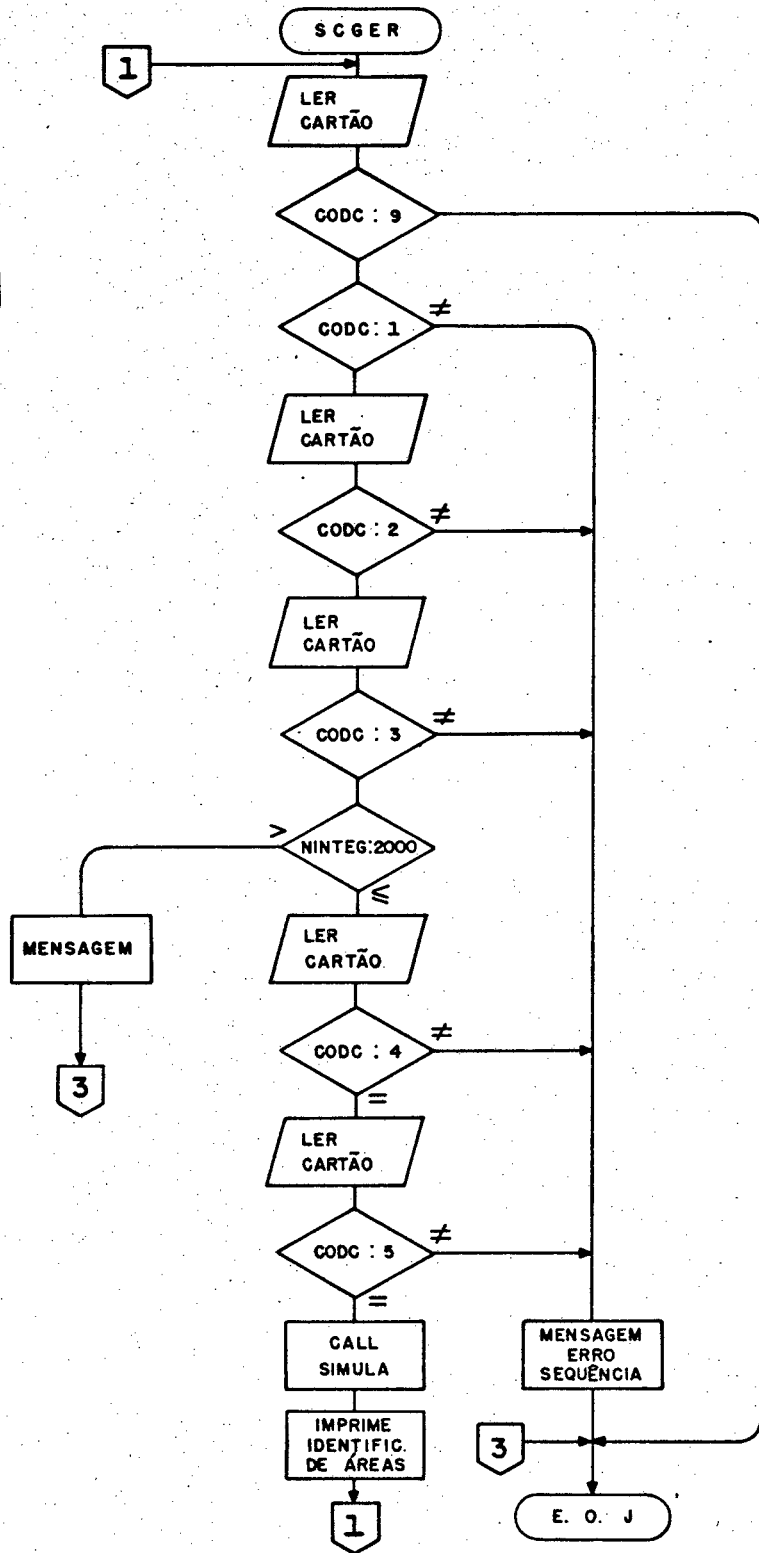 SCGER
1
LER
CARTÃO
CODC : 9
CODC : 1
≠
LER
CARTÃO
CODC : 2
≠
LER
CARTÃO
CODC : 3
≠
>
NINTEG:2000
≤
MENSAGEM
3
LER
CARTÃO
CODC : 4
≠
=
LER
CARTÃO
CODC : 5
≠
=
CALL
SIMULA
MENSAGEM
ERRO
SEQUÊNCIA
IMPRIME
IDENTIFIC.
DE ÁREAS
3
1
E. O. J